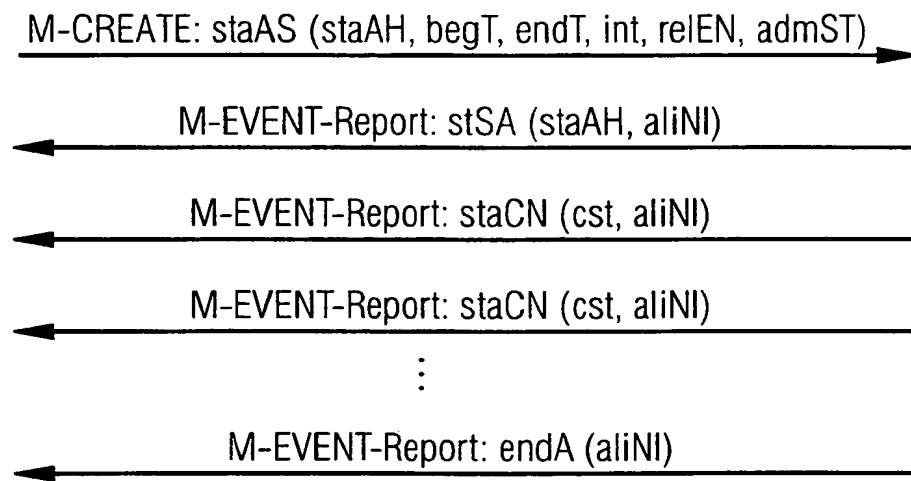 M-CREATE: staAS (staAH, begT, endT, int, relEN, admST)
M-EVENT-Report: stSA (staAH, aliNI)
M-EVENT-Report: staCN (cst, aliNI)
M-EVENT-Report: staCN (cst, aliNI)
⋮
M-EVENT-Report: endA (aliNI)